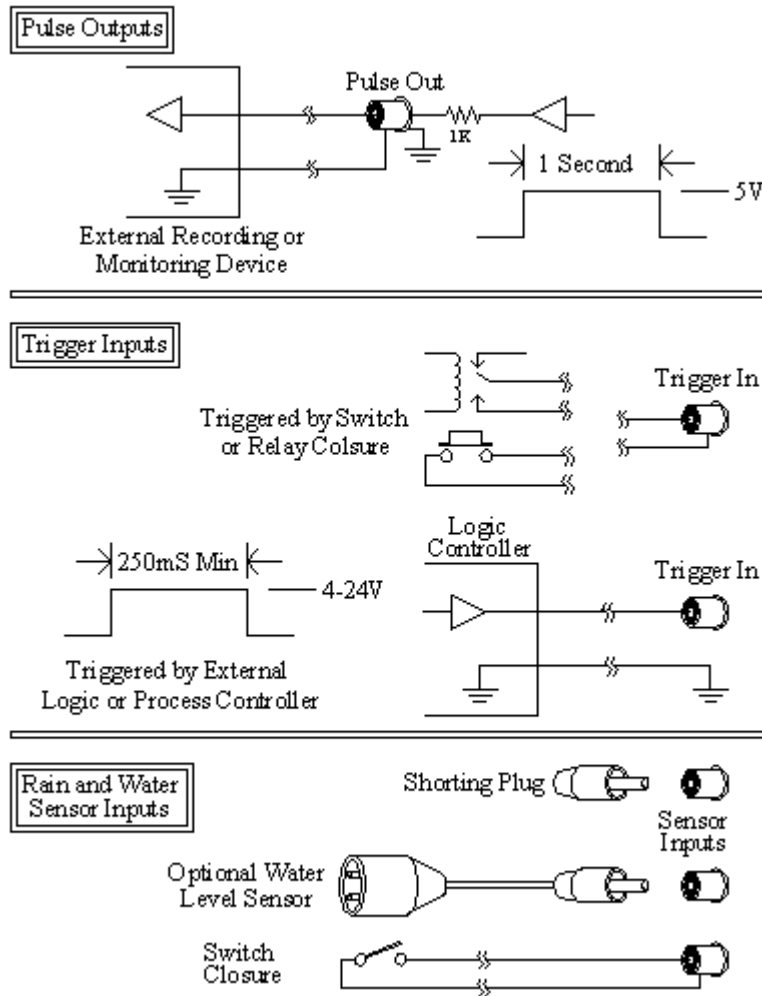 Pulse Outputs
Pulse Out
1K
1 Second
5V
External Recording or
Monitoring Device
Trigger Inputs
Trigger In
Triggered by Switch
or Relay Colsure
Logic
Controller
250mS Min
4-24V
Trigger In
Triggered by External
Logic or Process Controller
Rain and Water
Sensor Inputs
Shorting Plug
Sensor
Inputs
Optional Water
Level Sensor
Switch
Closure